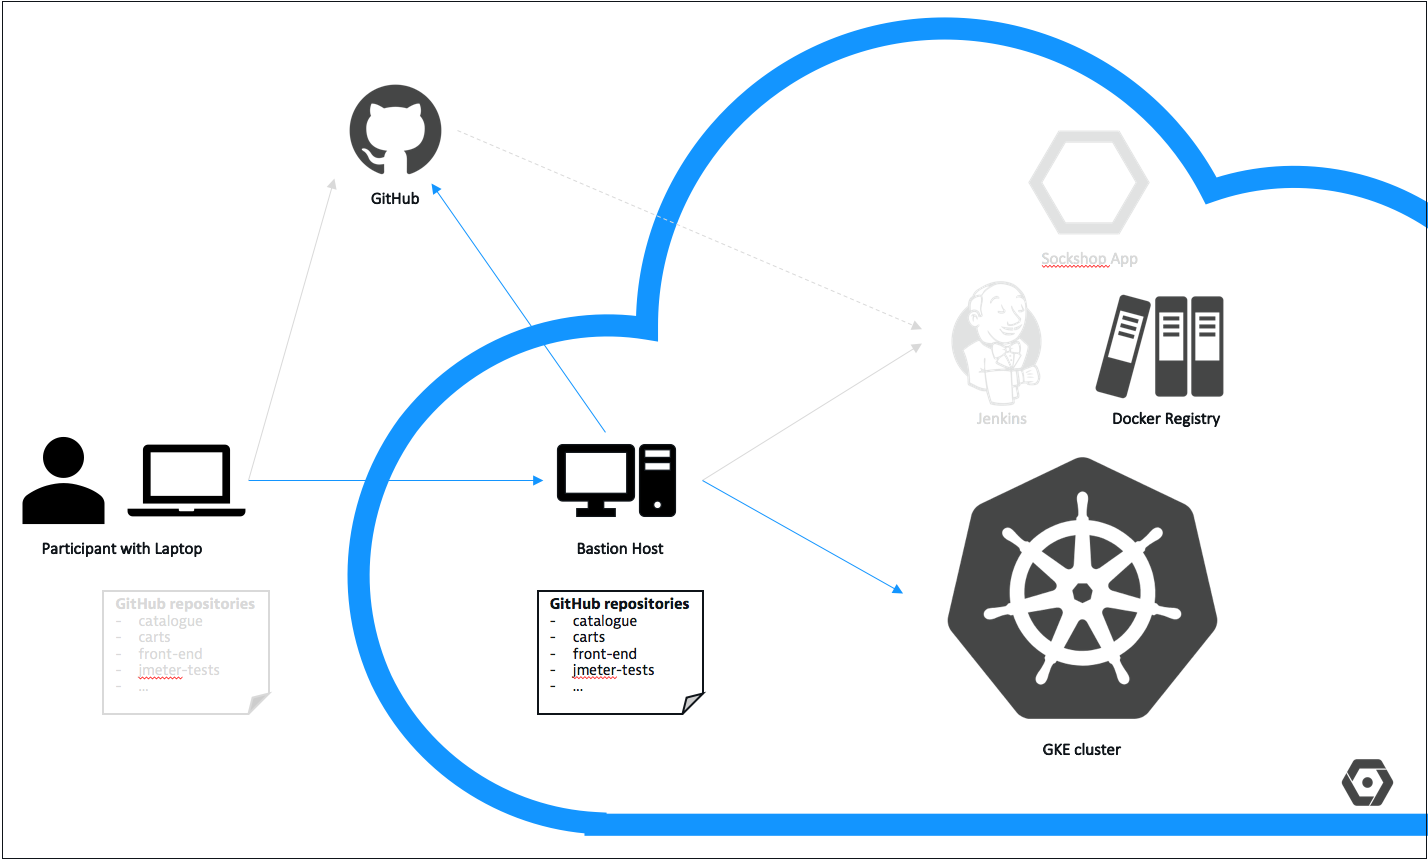 GitHub
Sockshop App
Jenkins
Docker Registry
Participant with Laptop
Bastion Host
GitHub repositories
- catalogue
- carts
- front-end
- jmeter-tests
- ...
GitHub repositories
- catalogue
- carts
- front-end
- jmeter-tests
- ...
GKE cluster